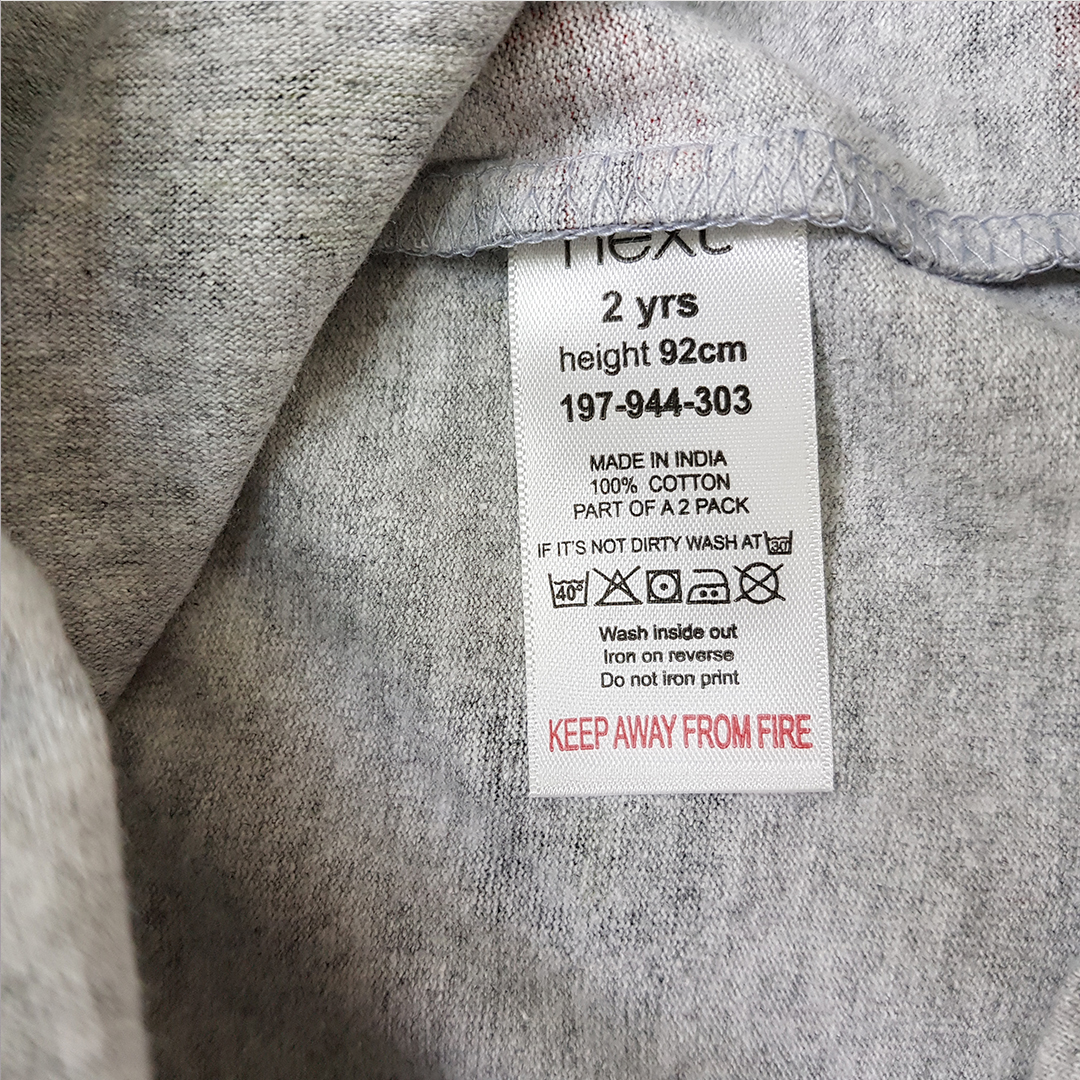 next
2 yrs
height 92cm
197-944-303
MADE IN INDIA
100% COTTON
PART OF A 2 PACK
IF IT'S NOT DIRTY WASH AT 30°
40°
Wash inside out
Iron on reverse
Do not iron print
KEEP AWAY FROM FIRE